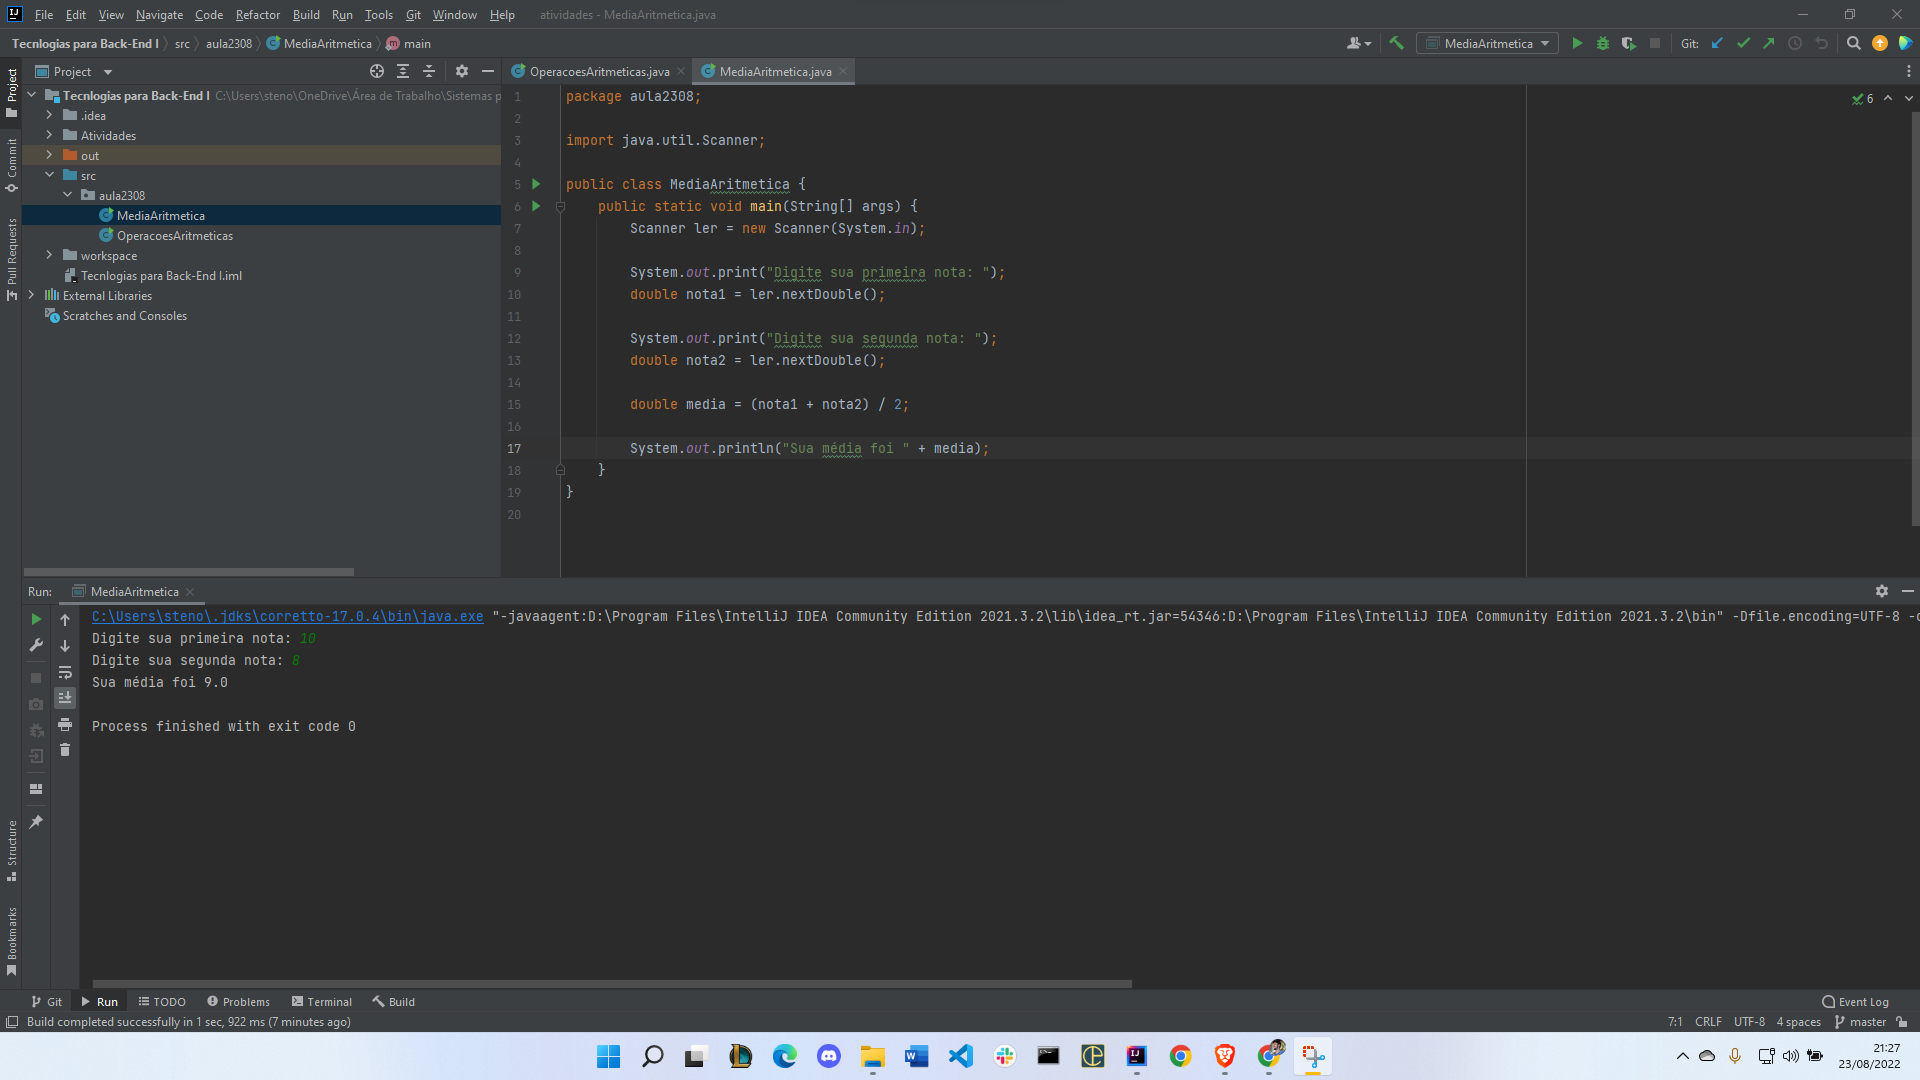 File Edit View Navigate Code Refactor Build Run Tools Git Window Help atividades - MediaAritmetica.java
Tecnlogias para Back-End I src aula2308 MediaAritmetica main
MediaAritmetica
Git:
Project
OperacoesAritmeticas.java MediaAritmetica.java
Project
Commit
Pull Requests
Tecnlogias para Back-End I C:\Users\steno\OneDrive\Área de Trabalho\Sistemas p
.idea
Atividades
out
src
aula2308
MediaAritmetica
OperacoesAritmeticas
workspace
Tecnlogias para Back-End I.iml
External Libraries
Scratches and Consoles
6
1 package aula2308;
2
3 import java.util.Scanner;
4
5 public class MediaAritmetica {
6 public static void main(String[] args) {
7 Scanner ler = new Scanner(System.in);
8
9 System.out.print("Digite sua primeira nota: ");
10 double nota1 = ler.nextDouble();
11
12 System.out.print("Digite sua segunda nota: ");
13 double nota2 = ler.nextDouble();
14
15 double media = (nota1 + nota2) / 2;
16
17 System.out.println("Sua média foi " + media);
18 }
19 }
20
Run: MediaAritmetica
C:\Users\steno\.jdks\corretto-17.0.4\bin\java.exe "-javaagent:D:\Program Files\IntelliJ IDEA Community Edition 2021.3.2\lib\idea_rt.jar=54346:D:\Program Files\IntelliJ IDEA Community Edition 2021.3.2\bin" -Dfile.encoding=UTF-8 -c
Digite sua primeira nota: 10
Digite sua segunda nota: 8
Sua média foi 9.0
Process finished with exit code 0
Structure
Bookmarks
Git Run TODO Problems Terminal Build Event Log
Build completed successfully in 1 sec, 922 ms (7 minutes ago) 7:1 CRLF UTF-8 4 spaces master
21:27
23/08/2022